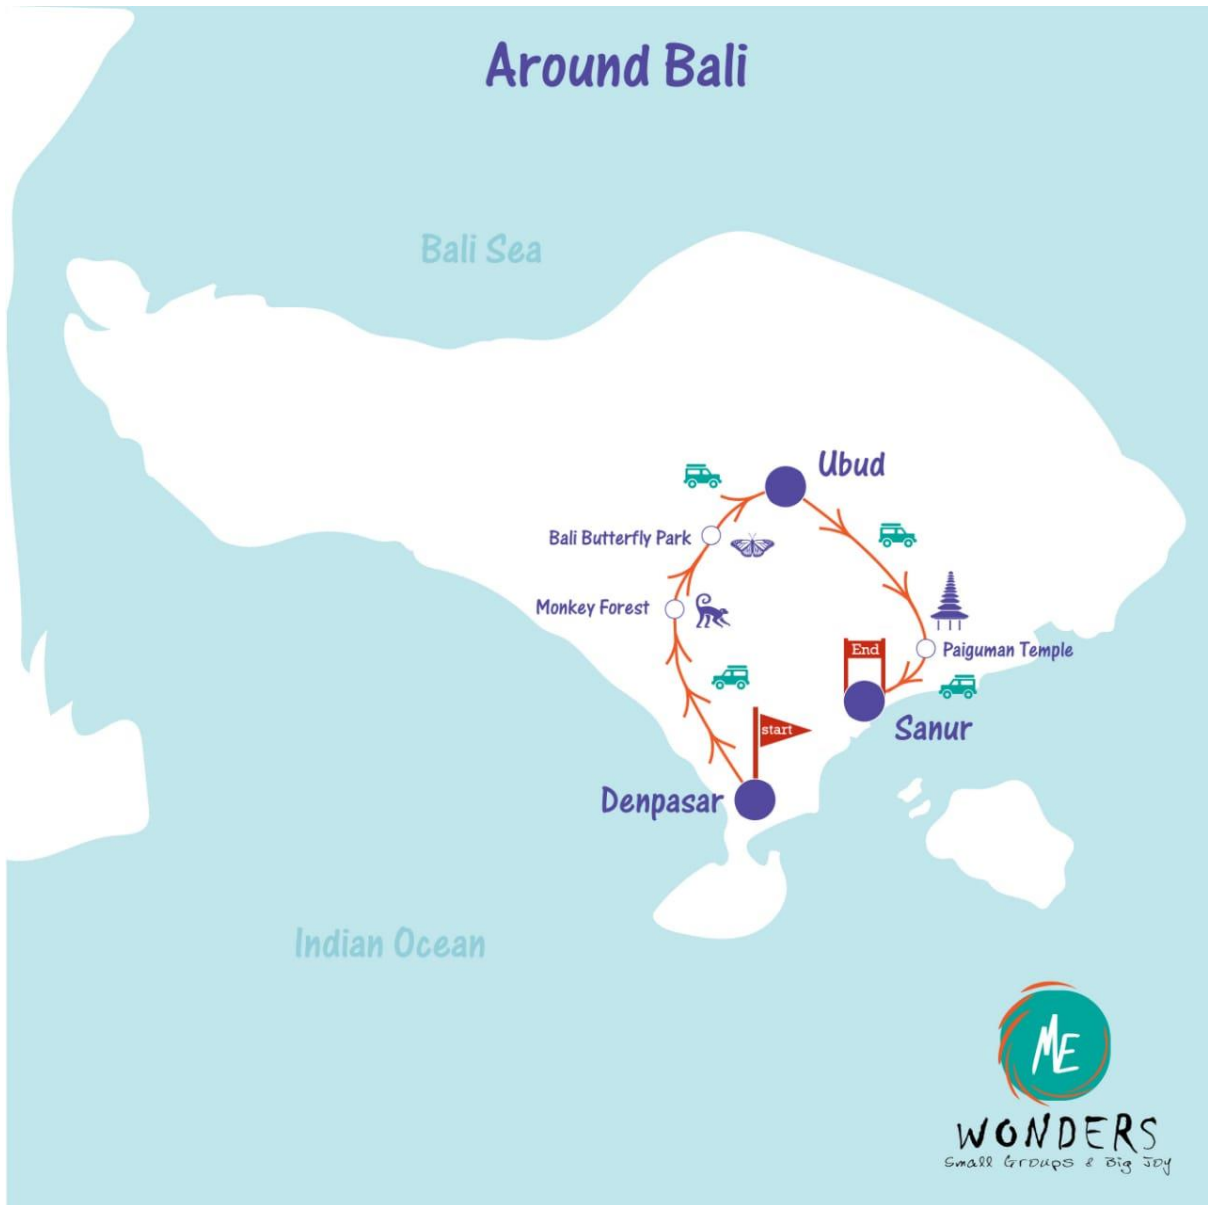 Around Bali
Bali Sea
Ubud
Bali Butterfly Park
Monkey Forest
End
Paiguman Temple
start
Sanur
Denpasar
Indian Ocean
ME
WONDERS
Small Groups & Big Joy